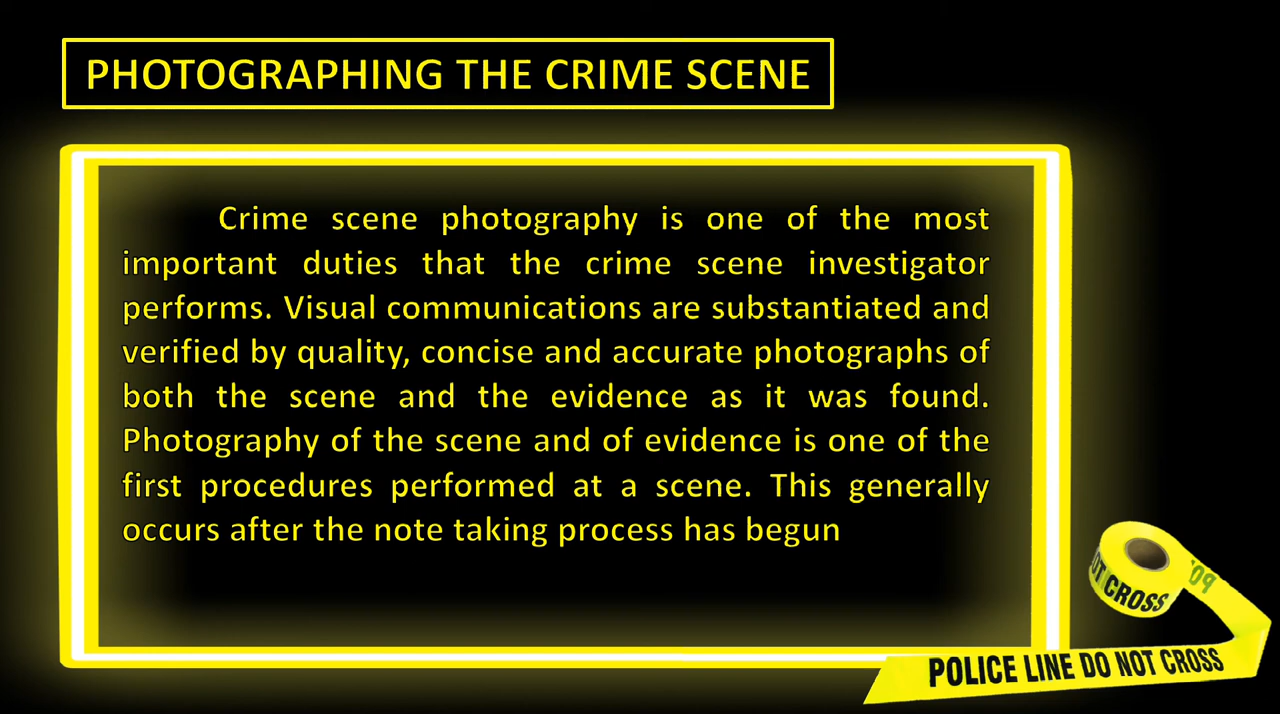 PHOTOGRAPHING THE CRIME SCENE
Crime scene photography is one of the most
important duties that the crime scene investigator
performs. Visual communications are substantiated and
verified by quality, concise and accurate photographs of
both the scene and the evidence as it was found.
Photography of the scene and of evidence is one of the
first procedures performed at a scene. This generally
occurs after the note taking process has begun
OT CROSS
PO
POLICE LINE DO NOT CROSS